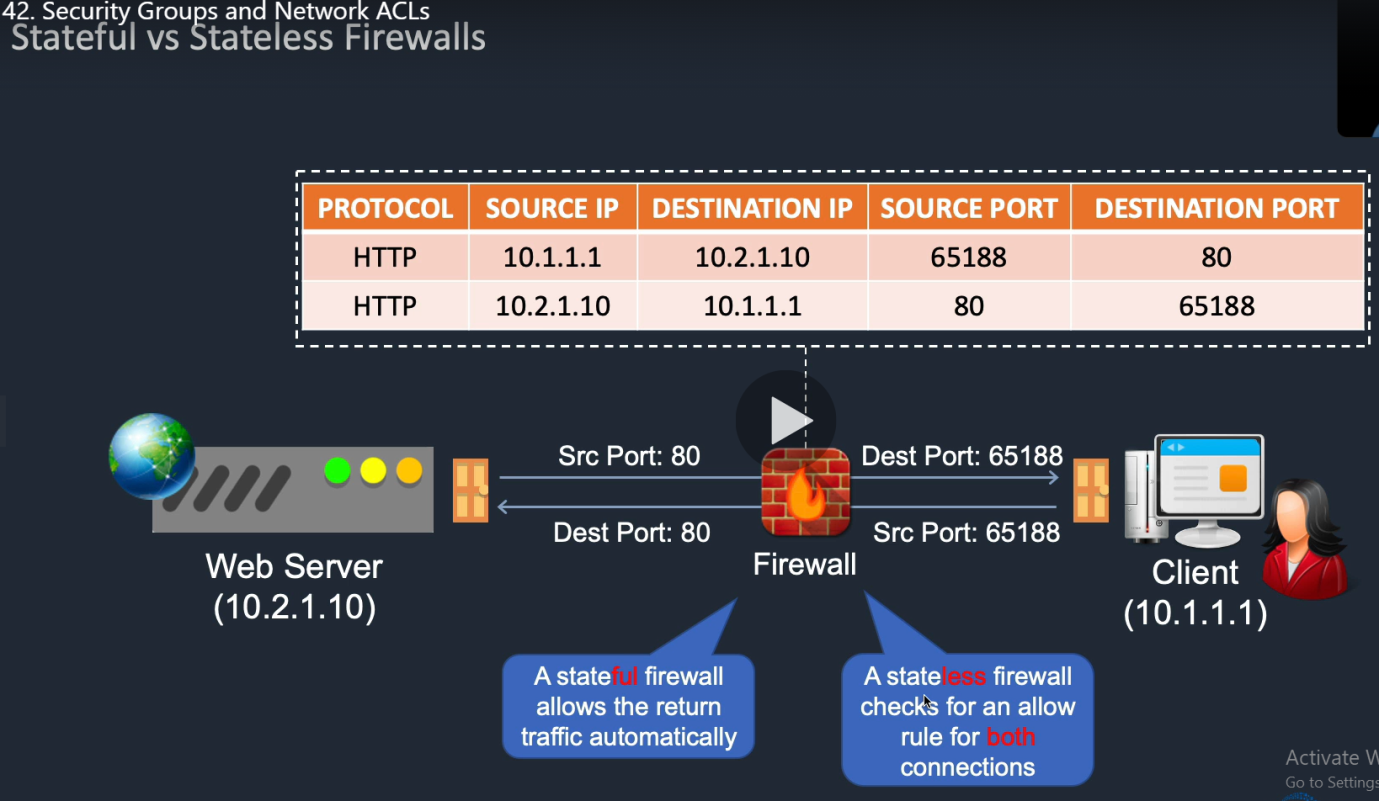 42. Security Groups and Network ACLs
Stateful vs Stateless Firewalls
PROTOCOL SOURCE IP DESTINATION IP SOURCE PORT DESTINATION PORT
HTTP 10.1.1.1 10.2.1.10 65188 80
HTTP 10.2.1.10 10.1.1.1 80 65188
Src Port: 80 Dest Port: 65188
Dest Port: 80 Src Port: 65188
Web Server
(10.2.1.10)
Firewall
Client
(10.1.1.1)
A stateful firewall
allows the return
traffic automatically
A stateless firewall
checks for an allow
rule for both
connections
Activate
Go to Settings